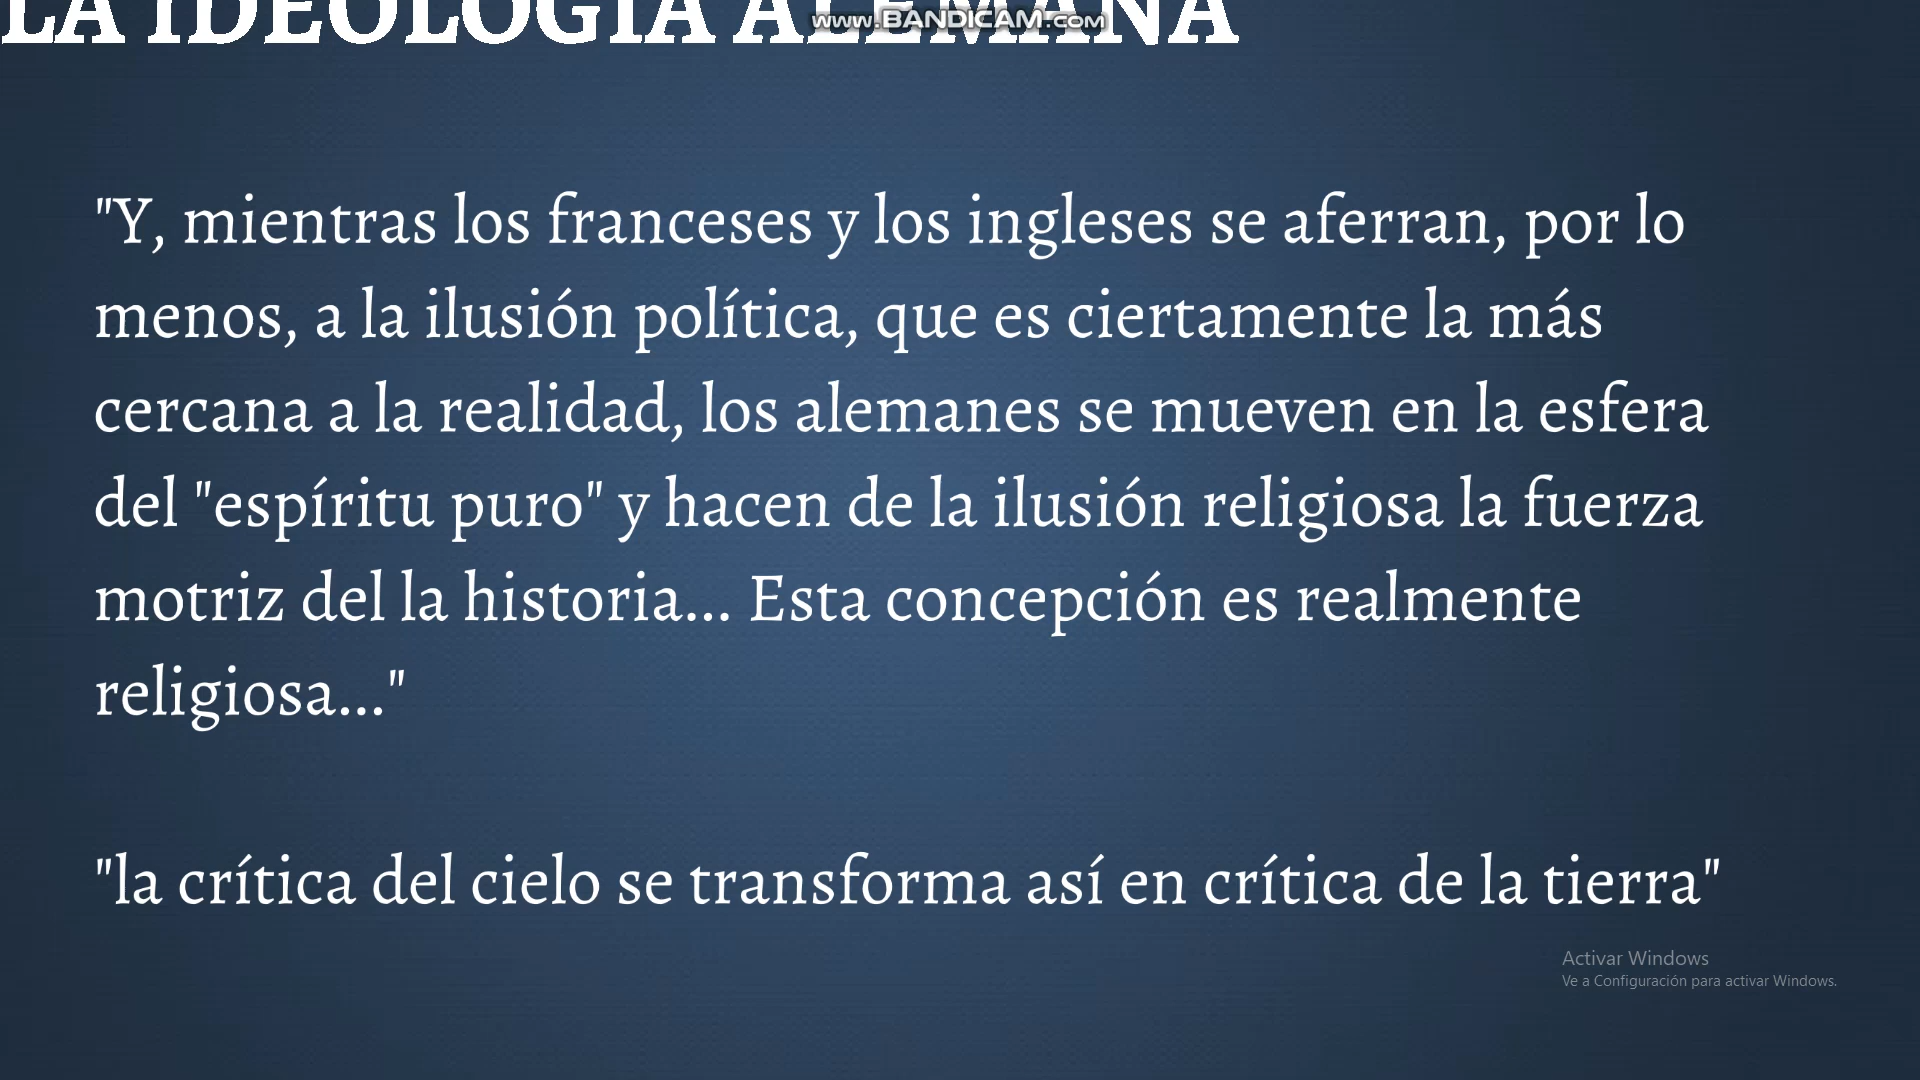 LA IDEOLOGÍA ALEMANA
www.BANDICAM.com
"Y, mientras los franceses y los ingleses se aferran, por lo
menos, a la ilusión política, que es ciertamente la más
cercana a la realidad, los alemanes se mueven en la esfera
del "espíritu puro" y hacen de la ilusión religiosa la fuerza
motriz del la historia... Esta concepción es realmente
religiosa..."
"la crítica del cielo se transforma así en crítica de la tierra"
Activar Windows
Ve a Configuración para activar Windows.